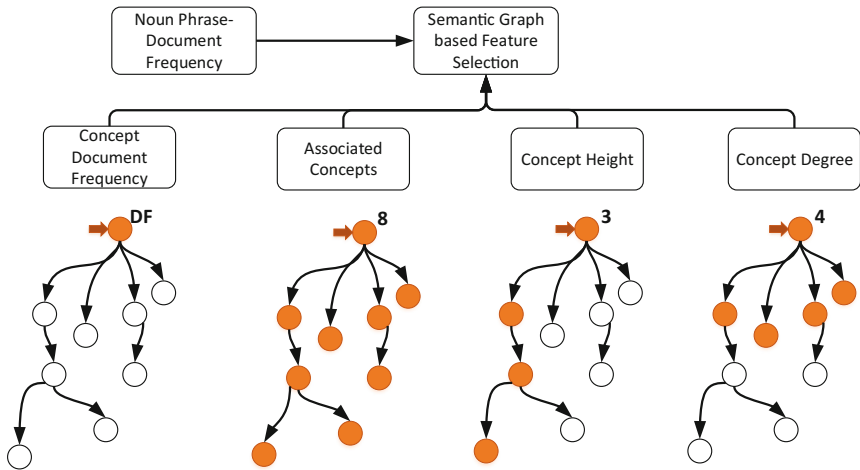 Noun Phrase-
Document
Frequency
Semantic Graph
based Feature
Selection
Concept
Document
Frequency
Associated
Concepts
Concept Height
Concept Degree
DF
8
3
4